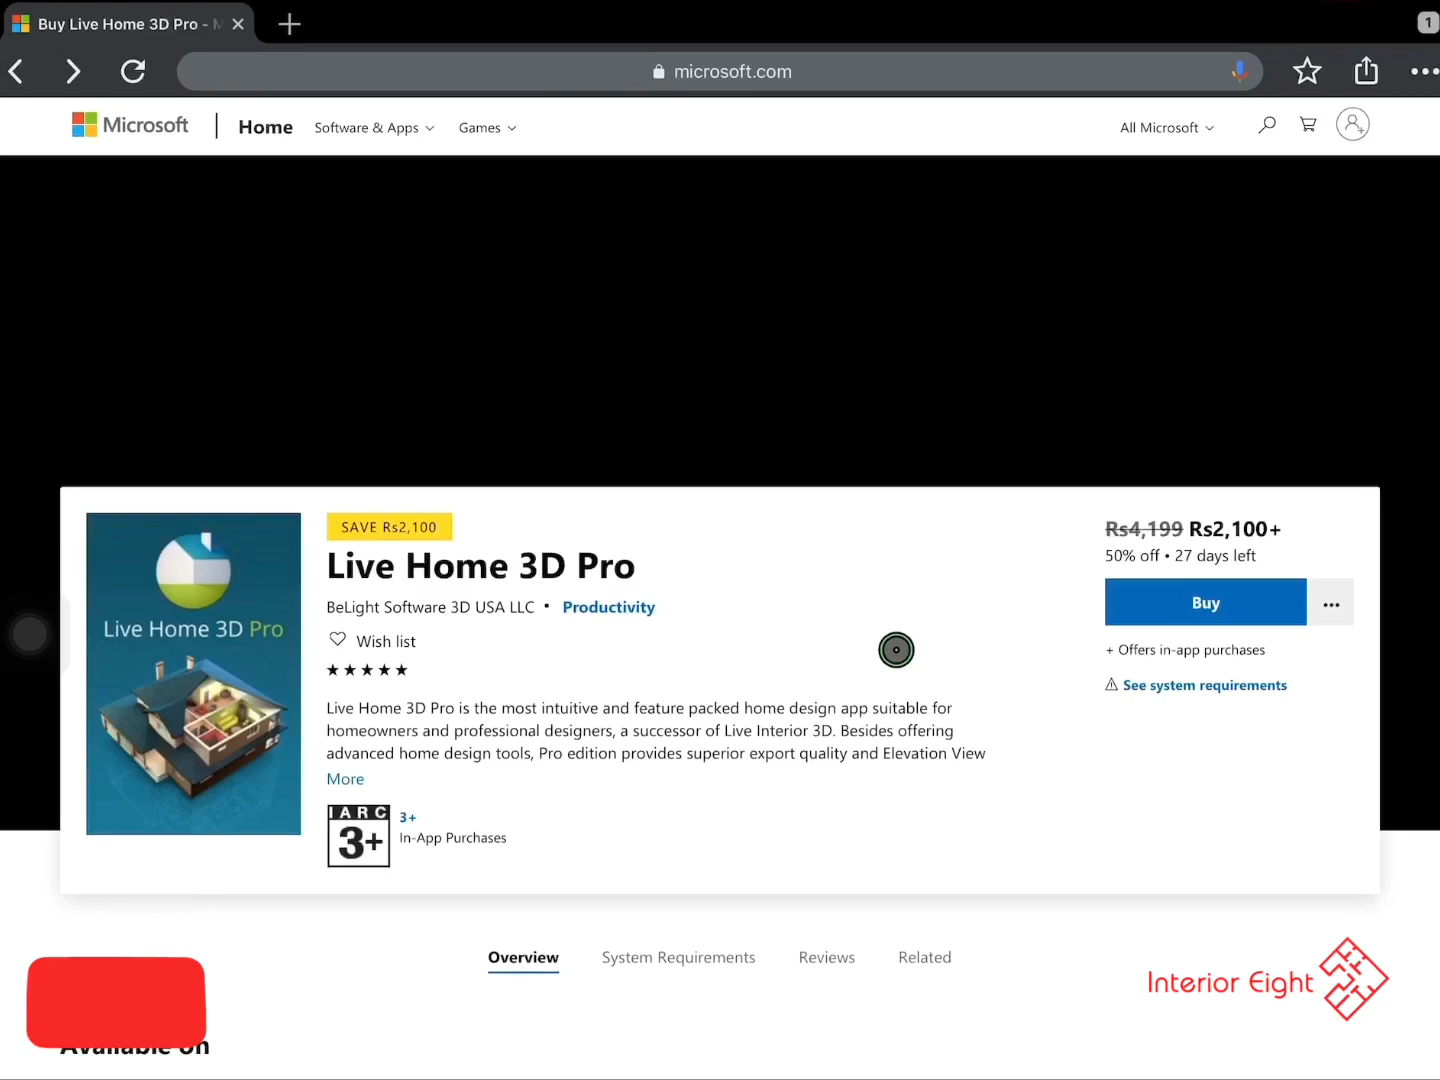 Buy Live Home 3D Pro -
1
microsoft.com
Microsoft
Home
Software & Apps
Games
All Microsoft
SAVE Rs2,100
Live Home 3D Pro
BeLight Software 3D USA LLC • Productivity
Wish list
Live Home 3D Pro is the most intuitive and feature packed home design app suitable for
homeowners and professional designers, a successor of Live Interior 3D. Besides offering
advanced home design tools, Pro edition provides superior export quality and Elevation View
More
IARC
3+
3+
In-App Purchases
Live Home 3D Pro
Rs4,199 Rs2,100+
50% off • 27 days left
Buy
+ Offers in-app purchases
See system requirements
Overview
System Requirements
Reviews
Related
Interior Eight
Available on